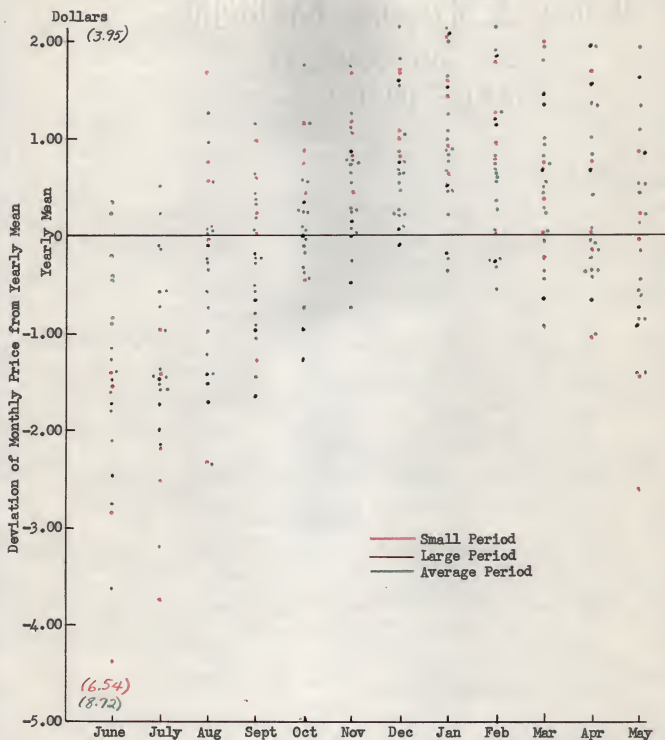 Dollars
(3.95)
2.00
1.00
0
-1.00
-2.00
-3.00
-4.00
-5.00
Deviation of Monthly Price from Yearly Mean
Yearly Mean
Small Period
Large Period
Average Period
(6.54)
(8.72)
June July Aug Sept Oct Nov Dec Jan Feb Mar Apr May